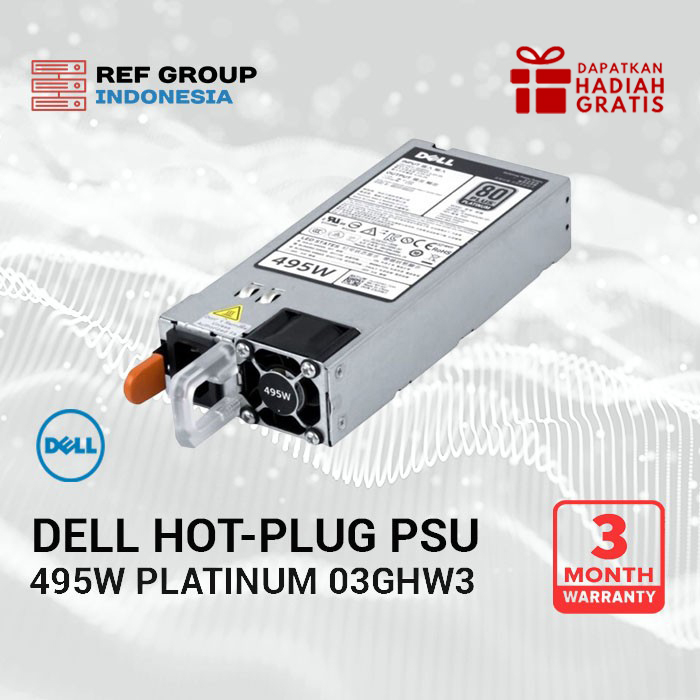 REF GROUP
INDONESIA
DAPATKAN
HADIAH
GRATIS
DELL
80
PLUS
PLATINUM
495W
495W
DELL
DELL HOT-PLUG PSU
495W PLATINUM 03GHW3
3
MONTH
WARRANTY